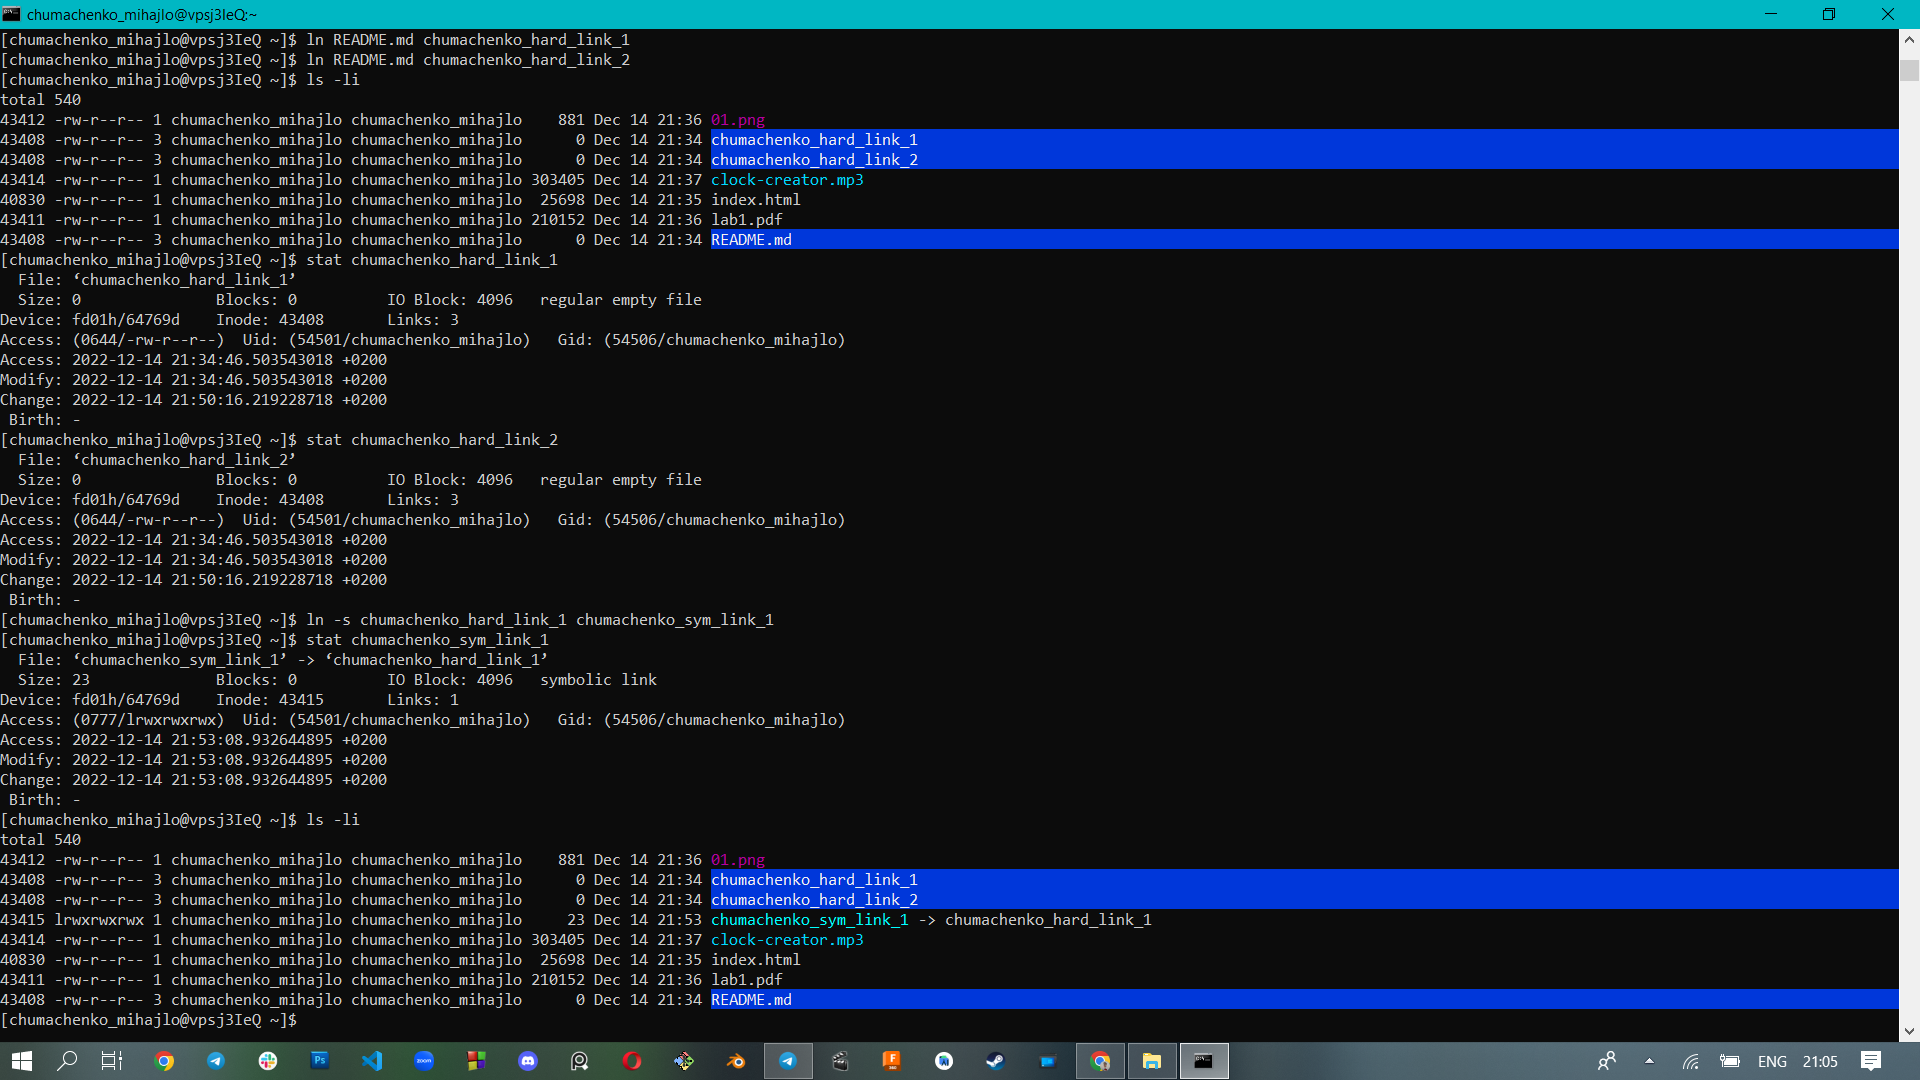 chumachenko_mihajlo@vpsj3IeQ:~
[chumachenko_mihajlo@vpsj3IeQ ~]$ ln README.md chumachenko_hard_link_1
[chumachenko_mihajlo@vpsj3IeQ ~]$ ln README.md chumachenko_hard_link_2
[chumachenko_mihajlo@vpsj3IeQ ~]$ ls -li
total 540
43412 -rw-r--r-- 1 chumachenko_mihajlo chumachenko_mihajlo    881 Dec 14 21:36 01.png
43408 -rw-r--r-- 3 chumachenko_mihajlo chumachenko_mihajlo      0 Dec 14 21:34 chumachenko_hard_link_1
43408 -rw-r--r-- 3 chumachenko_mihajlo chumachenko_mihajlo      0 Dec 14 21:34 chumachenko_hard_link_2
43414 -rw-r--r-- 1 chumachenko_mihajlo chumachenko_mihajlo 303405 Dec 14 21:37 clock-creator.mp3
40830 -rw-r--r-- 1 chumachenko_mihajlo chumachenko_mihajlo  25698 Dec 14 21:35 index.html
43411 -rw-r--r-- 1 chumachenko_mihajlo chumachenko_mihajlo 210152 Dec 14 21:36 lab1.pdf
43408 -rw-r--r-- 3 chumachenko_mihajlo chumachenko_mihajlo      0 Dec 14 21:34 README.md
[chumachenko_mihajlo@vpsj3IeQ ~]$ stat chumachenko_hard_link_1
  File: ‘chumachenko_hard_link_1’
  Size: 0               Blocks: 0          IO Block: 4096   regular empty file
Device: fd01h/64769d    Inode: 43408       Links: 3
Access: (0644/-rw-r--r--)  Uid: (54501/chumachenko_mihajlo)   Gid: (54506/chumachenko_mihajlo)
Access: 2022-12-14 21:34:46.503543018 +0200
Modify: 2022-12-14 21:34:46.503543018 +0200
Change: 2022-12-14 21:50:16.219228718 +0200
 Birth: -
[chumachenko_mihajlo@vpsj3IeQ ~]$ stat chumachenko_hard_link_2
  File: ‘chumachenko_hard_link_2’
  Size: 0               Blocks: 0          IO Block: 4096   regular empty file
Device: fd01h/64769d    Inode: 43408       Links: 3
Access: (0644/-rw-r--r--)  Uid: (54501/chumachenko_mihajlo)   Gid: (54506/chumachenko_mihajlo)
Access: 2022-12-14 21:34:46.503543018 +0200
Modify: 2022-12-14 21:34:46.503543018 +0200
Change: 2022-12-14 21:50:16.219228718 +0200
 Birth: -
[chumachenko_mihajlo@vpsj3IeQ ~]$ ln -s chumachenko_hard_link_1 chumachenko_sym_link_1
[chumachenko_mihajlo@vpsj3IeQ ~]$ stat chumachenko_sym_link_1
  File: ‘chumachenko_sym_link_1’ -> ‘chumachenko_hard_link_1’
  Size: 23              Blocks: 0          IO Block: 4096   symbolic link
Device: fd01h/64769d    Inode: 43415       Links: 1
Access: (0777/lrwxrwxrwx)  Uid: (54501/chumachenko_mihajlo)   Gid: (54506/chumachenko_mihajlo)
Access: 2022-12-14 21:53:08.932644895 +0200
Modify: 2022-12-14 21:53:08.932644895 +0200
Change: 2022-12-14 21:53:08.932644895 +0200
 Birth: -
[chumachenko_mihajlo@vpsj3IeQ ~]$ ls -li
total 540
43412 -rw-r--r-- 1 chumachenko_mihajlo chumachenko_mihajlo    881 Dec 14 21:36 01.png
43408 -rw-r--r-- 3 chumachenko_mihajlo chumachenko_mihajlo      0 Dec 14 21:34 chumachenko_hard_link_1
43408 -rw-r--r-- 3 chumachenko_mihajlo chumachenko_mihajlo      0 Dec 14 21:34 chumachenko_hard_link_2
43415 lrwxrwxrwx 1 chumachenko_mihajlo chumachenko_mihajlo     23 Dec 14 21:53 chumachenko_sym_link_1 -> chumachenko_hard_link_1
43414 -rw-r--r-- 1 chumachenko_mihajlo chumachenko_mihajlo 303405 Dec 14 21:37 clock-creator.mp3
40830 -rw-r--r-- 1 chumachenko_mihajlo chumachenko_mihajlo  25698 Dec 14 21:35 index.html
43411 -rw-r--r-- 1 chumachenko_mihajlo chumachenko_mihajlo 210152 Dec 14 21:36 lab1.pdf
43408 -rw-r--r-- 3 chumachenko_mihajlo chumachenko_mihajlo      0 Dec 14 21:34 README.md
[chumachenko_mihajlo@vpsj3IeQ ~]$
Ps zoom ENG 21:05